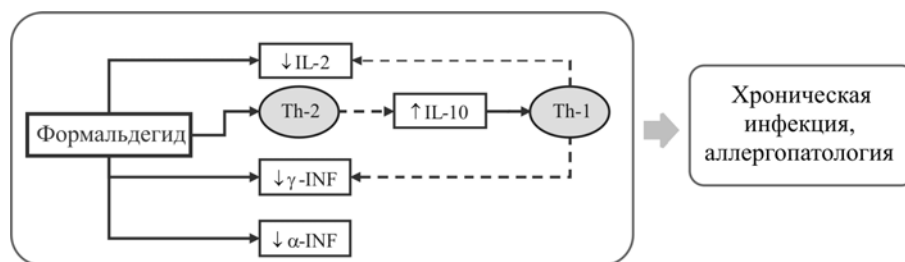 ↓IL-2
Th-2
↑IL-10
Th-1
Формальдегид
↓γ-INF
↓α-INF
Хроническая
инфекция,
аллергопатология